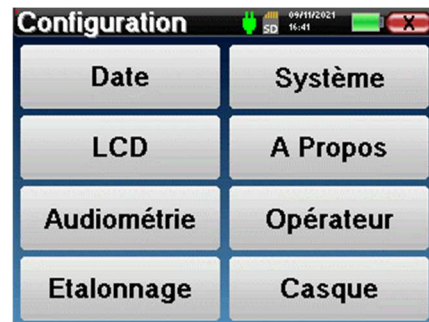 Configuration
SD
09/11/2021
16:41
X
Date
Système
LCD
A Propos
Audiométrie
Opérateur
Etalonnage
Casque